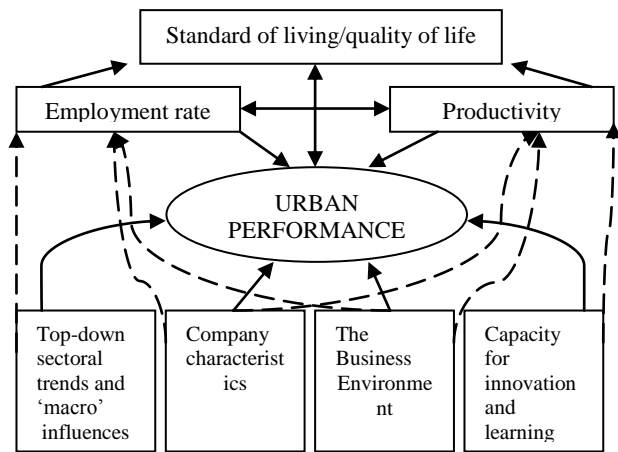 Standard of living/quality of life
Employment rate
Productivity
URBAN
PERFORMANCE
Top-down
sectoral
trends and
‘macro’
influences
Company
characterist
ics
The
Business
Environme
nt
Capacity
for
innovation
and
learning